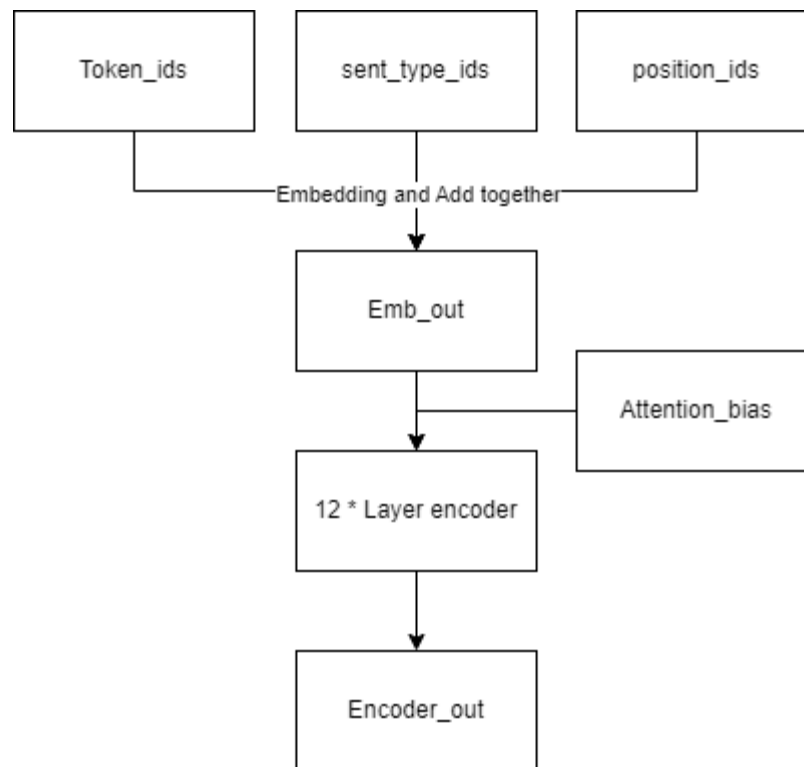 Token_ids
sent_type_ids
position_ids
Embedding and Add together
Emb_out
Attention_bias
12 * Layer encoder
Encoder_out